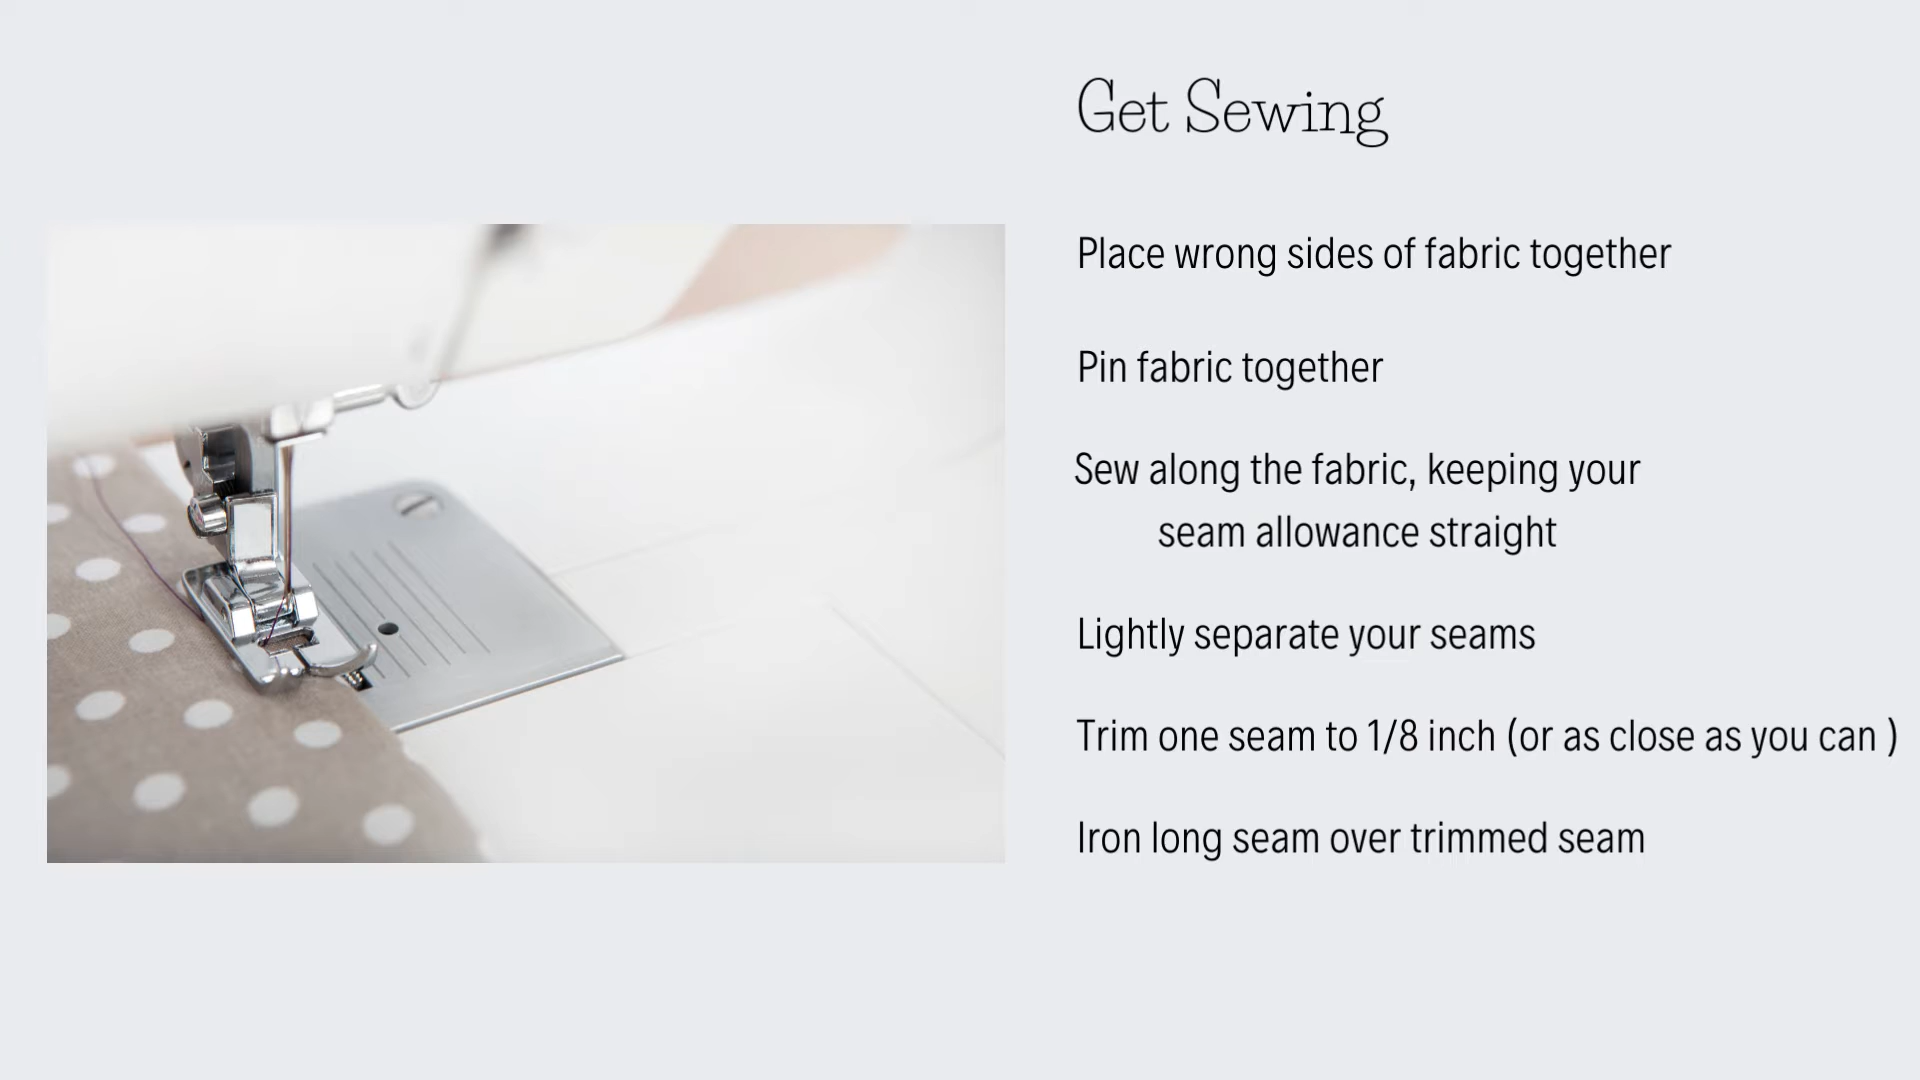 Get Sewing
Place wrong sides of fabric together
Pin fabric together
Sew along the fabric, keeping your
seam allowance straight
Lightly separate your seams
Trim one seam to 1/8 inch (or as close as you can )
Iron long seam over trimmed seam